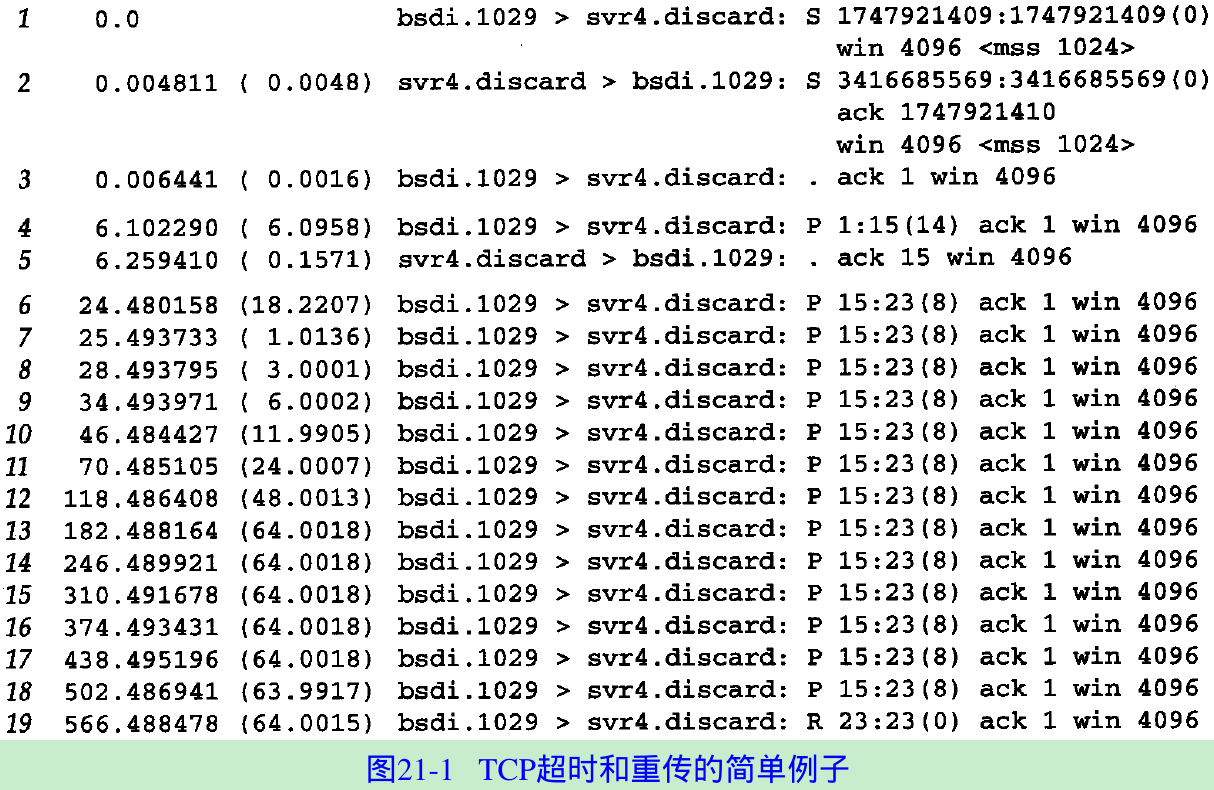 1 0.0 bsdi.1029 > svr4.discard: S 1747921409:1747921409(0)
win 4096 <mss 1024>
2 0.004811 ( 0.0048) svr4.discard > bsdi.1029: S 3416685569:3416685569(0)
ack 1747921410
win 4096 <mss 1024>
3 0.006441 ( 0.0016) bsdi.1029 > svr4.discard: . ack 1 win 4096
4 6.102290 ( 6.0958) bsdi.1029 > svr4.discard: P 1:15(14) ack 1 win 4096
5 6.259410 ( 0.1571) svr4.discard > bsdi.1029: . ack 15 win 4096
6 24.480158 (18.2207) bsdi.1029 > svr4.discard: P 15:23(8) ack 1 win 4096
7 25.493733 ( 1.0136) bsdi.1029 > svr4.discard: P 15:23(8) ack 1 win 4096
8 28.493795 ( 3.0001) bsdi.1029 > svr4.discard: P 15:23(8) ack 1 win 4096
9 34.493971 ( 6.0002) bsdi.1029 > svr4.discard: P 15:23(8) ack 1 win 4096
10 46.484427 (11.9905) bsdi.1029 > svr4.discard: P 15:23(8) ack 1 win 4096
11 70.485105 (24.0007) bsdi.1029 > svr4.discard: P 15:23(8) ack 1 win 4096
12 118.486408 (48.0013) bsdi.1029 > svr4.discard: P 15:23(8) ack 1 win 4096
13 182.488164 (64.0018) bsdi.1029 > svr4.discard: P 15:23(8) ack 1 win 4096
14 246.489921 (64.0018) bsdi.1029 > svr4.discard: P 15:23(8) ack 1 win 4096
15 310.491678 (64.0018) bsdi.1029 > svr4.discard: P 15:23(8) ack 1 win 4096
16 374.493431 (64.0018) bsdi.1029 > svr4.discard: P 15:23(8) ack 1 win 4096
17 438.495196 (64.0018) bsdi.1029 > svr4.discard: P 15:23(8) ack 1 win 4096
18 502.486941 (63.9917) bsdi.1029 > svr4.discard: P 15:23(8) ack 1 win 4096
19 566.488478 (64.0015) bsdi.1029 > svr4.discard: R 23:23(0) ack 1 win 4096
图21-1 TCP超时和重传的简单例子